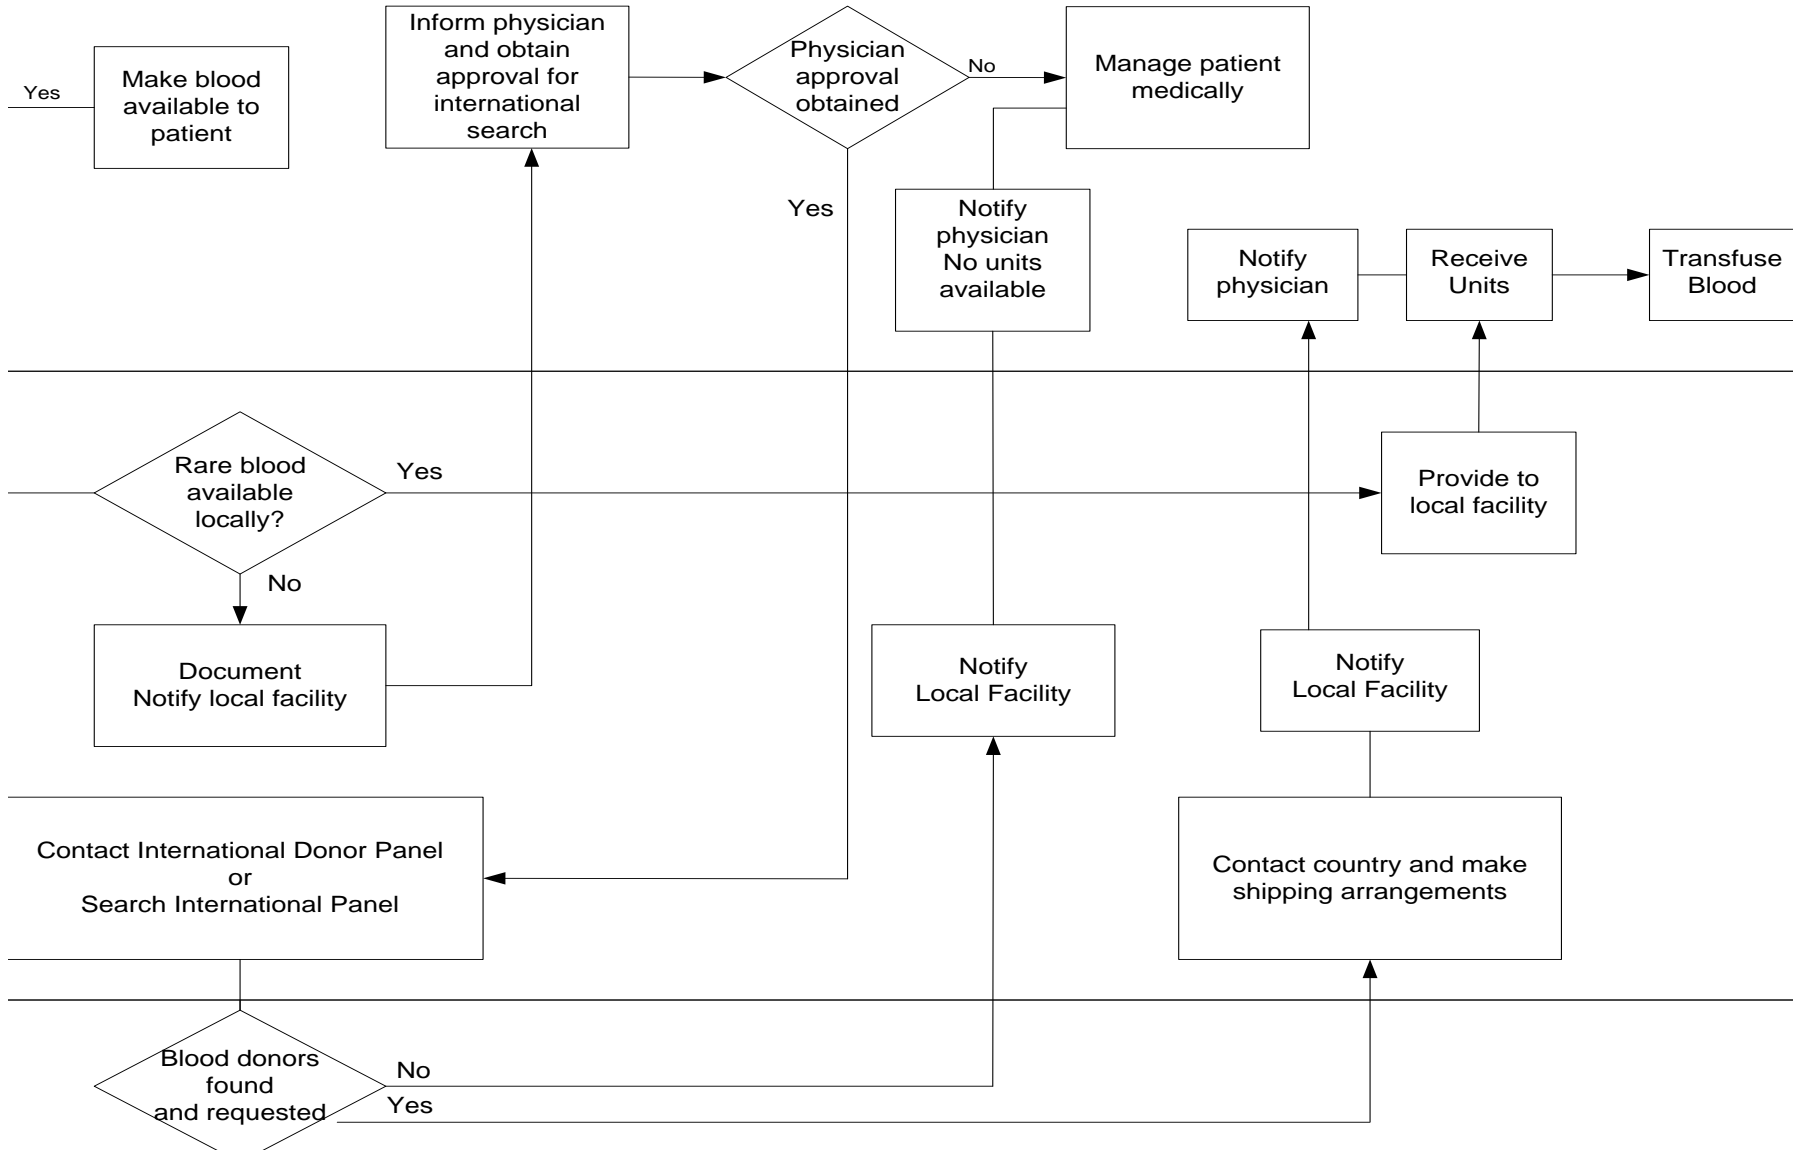 Yes
Make blood
available to
patient
Inform physician
and obtain
approval for
international
search
Physician
approval
obtained
No
Manage patient
medically
Yes
Notify
physician
No units
available
Notify
physician
Receive
Units
Transfuse
Blood
Rare blood
available
locally?
Yes
Provide to
local facility
No
Document
Notify local facility
Notify
Local Facility
Notify
Local Facility
Contact International Donor Panel
or
Search International Panel
Contact country and make
shipping arrangements
Blood donors
found
and requested
No
Yes